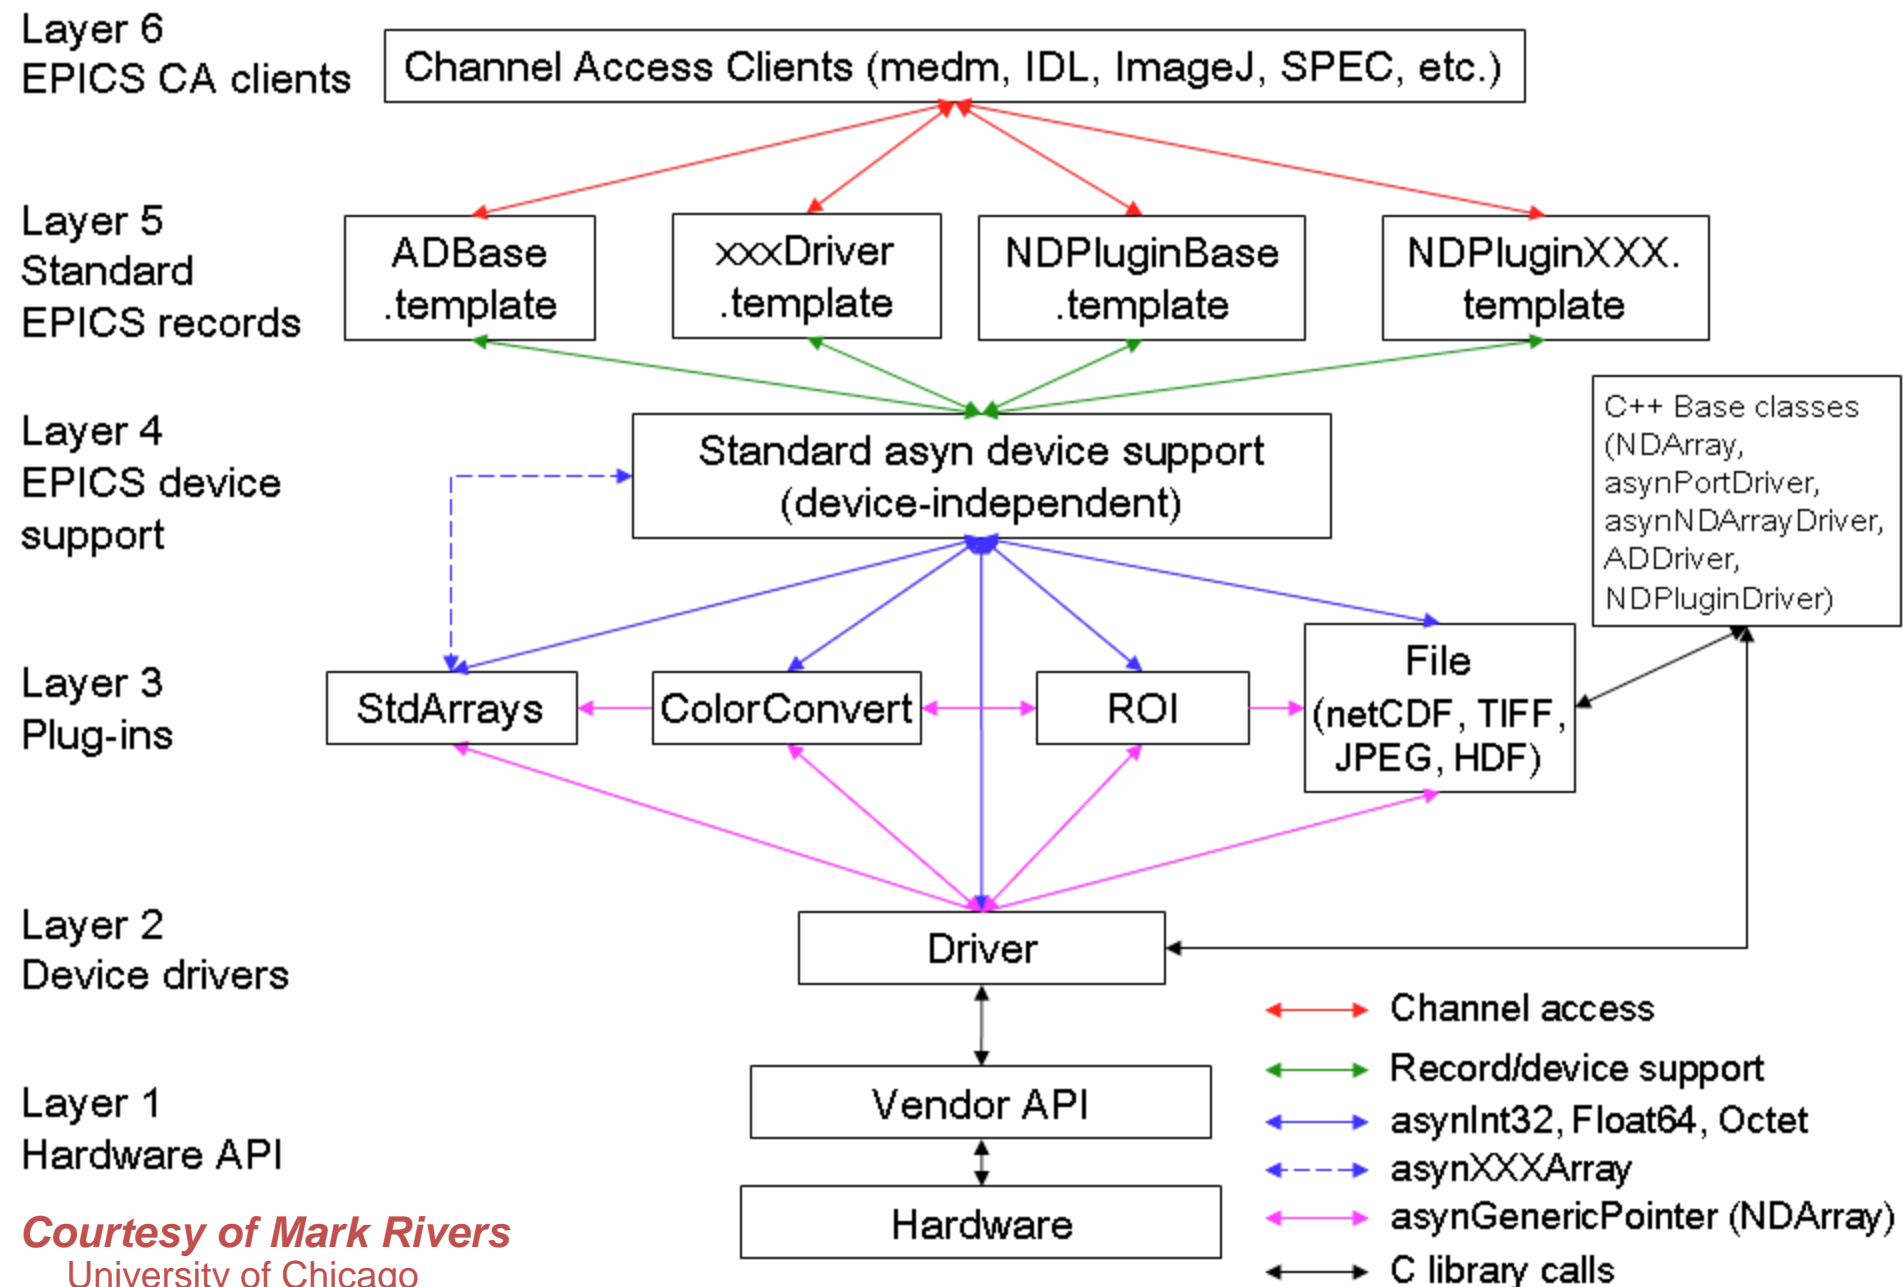 Layer 6
EPICS CA clients
Channel Access Clients (medm, IDL, ImageJ, SPEC, etc.)
Layer 5
Standard
EPICS records
ADBase
.template
xxxDriver
.template
NDPluginBase
.template
NDPluginXXX.
template
Layer 4
EPICS device
support
Standard asyn device support
(device-independent)
C++ Base classes
(NDArray,
asynPortDriver,
asynNDArrayDriver,
ADDriver,
NDPluginDriver)
Layer 3
Plug-ins
StdArrays
ColorConvert
ROI
File
(netCDF, TIFF,
JPEG, HDF)
Layer 2
Device drivers
Driver
Layer 1
Hardware API
Vendor API
Hardware
Channel access
Record/device support
asynInt32, Float64, Octet
asynXXXArray
asynGenericPointer (NDArray)
C library calls
Courtesy of Mark Rivers
University of Chicago